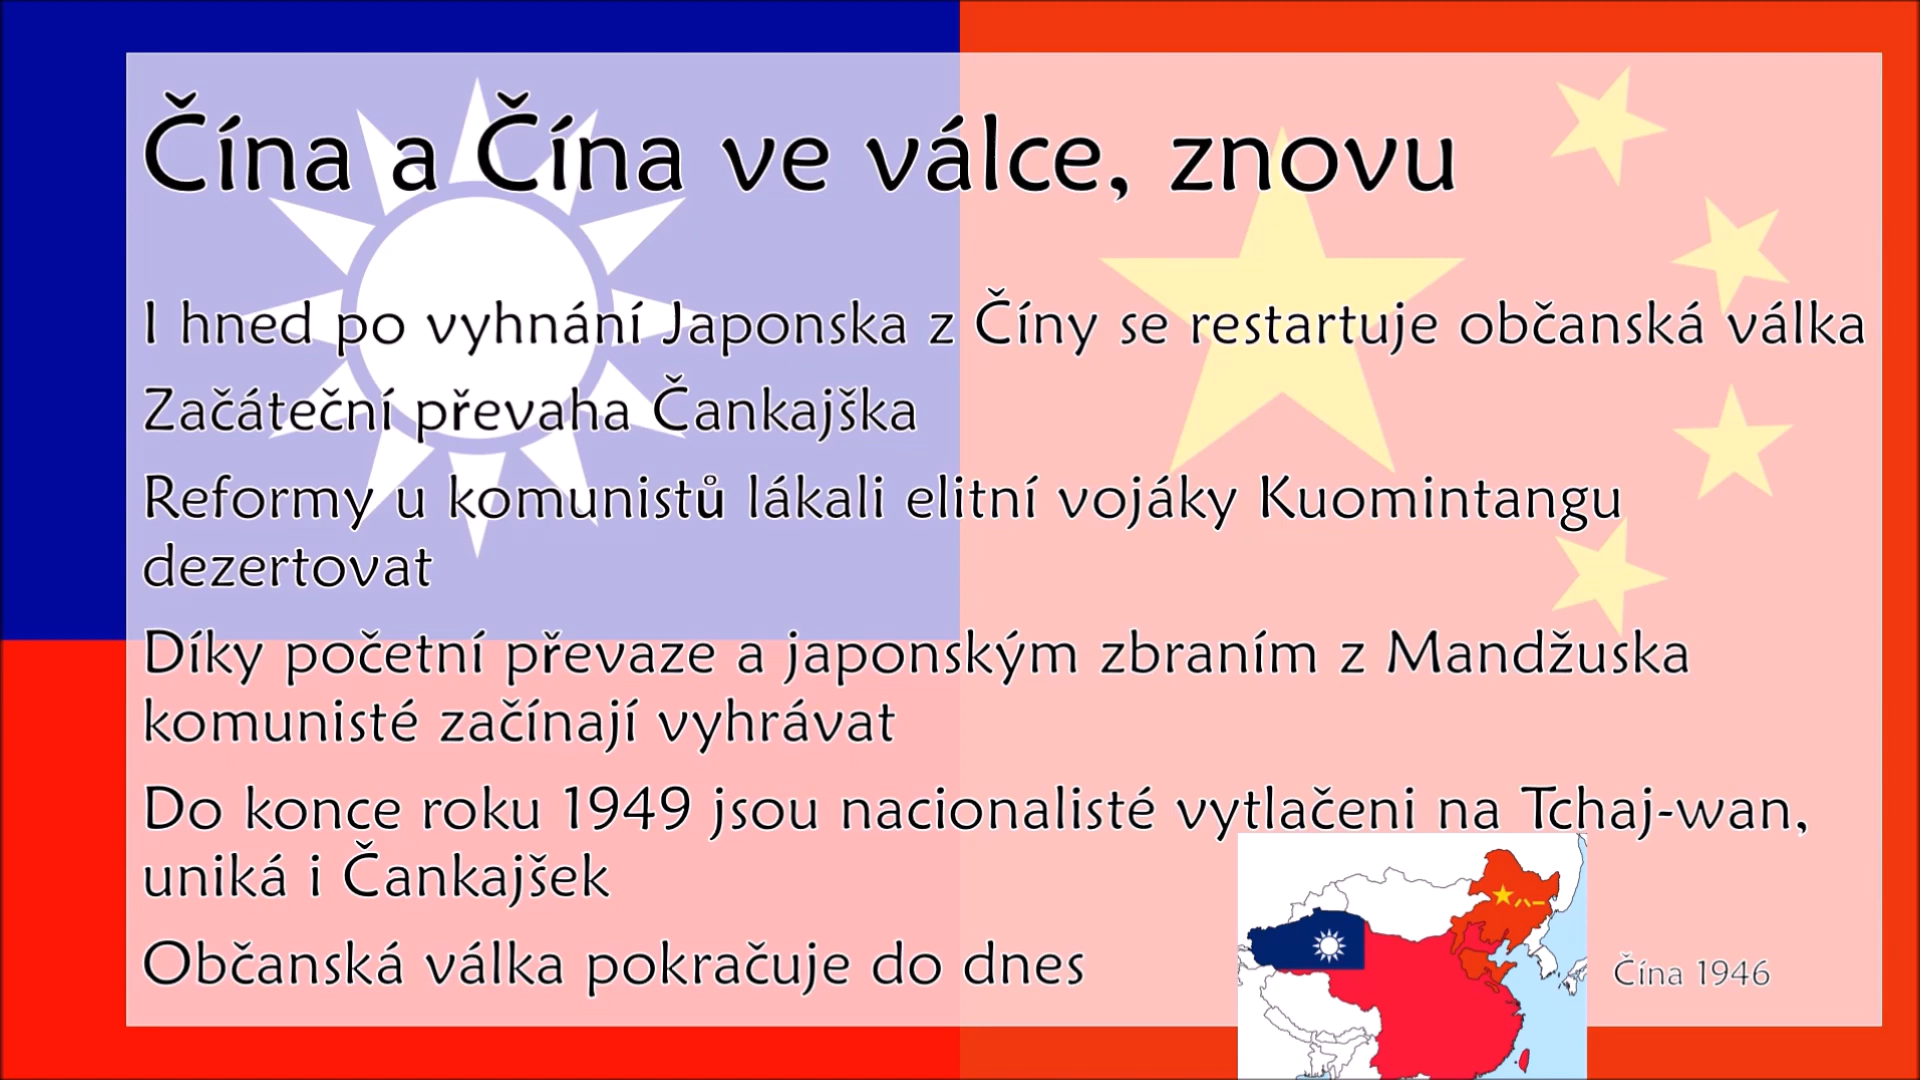 Čína a Čína ve válce, znovu
I hned po vyhnání Japonska z Číny se restartuje občanská válka
Začáteční převaha Čankajška
Reformy u komunistů lákali elitní vojáky Kuomintangu
dezertovat
Díky početní převaze a japonským zbraním z Mandžuska
komunisté začínají vyhrávat
Do konce roku 1949 jsou nacionalisté vytlačeni na Tchaj-wan,
uniká i Čankajšek
Občanská válka pokračuje do dnes
Čína 1946